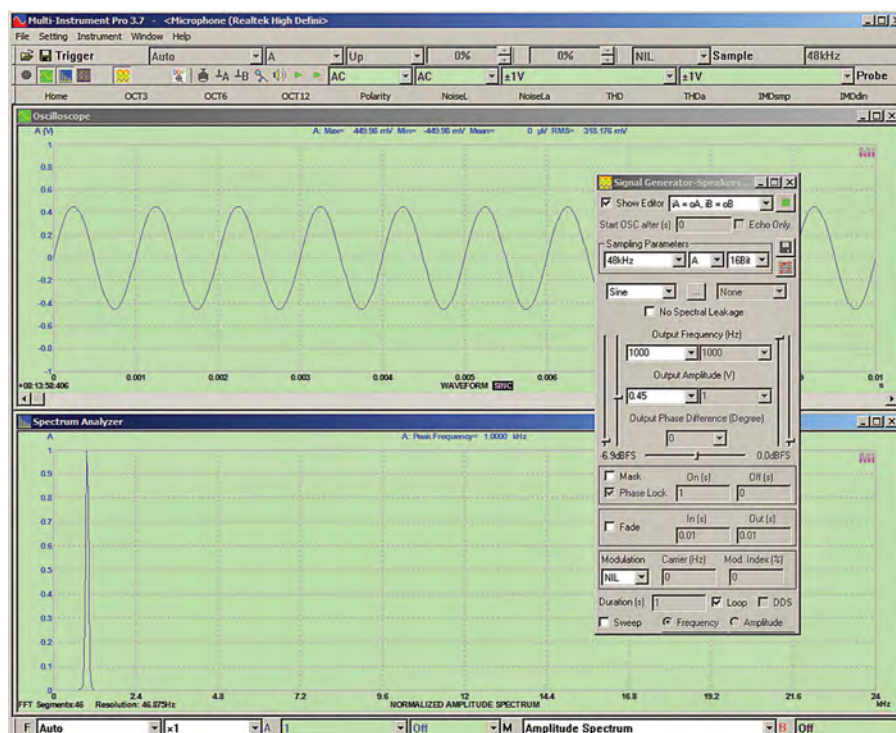 Multi-Instrument Pro 3.7 - <Microphone (Realtek High Defini>
File Setting Instrument Window Help
Trigger Auto A Up 0% 0% NIL Sample 48kHz
A B AC AC ±1V ±1V Probe
Home OCT3 OCT6 OCT12 Polarity NoiseL NoiseLa THD THDa IMDsmp IMDdin
Oscilloscope
A (V) A: Max= 449.98 mV Min= -449.98 mV Mean= 0 µV RMS= 318.176 mV
1
0.8
0.6
0.4
0.2
0
-0.2
-0.4
-0.6
-0.8
-1
0 0.001 0.002 0.003 0.004 0.005 0.006 0.01
+08:13:58:406 WAVEFORM SINC s
Signal Generator-Speakers ...
Show Editor iA = oA, iB = oB
Start OSC after (s) 0 Echo Only
Sampling Parameters
48kHz A 16Bit
Sine ... None
No Spectral Leakage
Output Frequency (Hz)
1000 1000
Output Amplitude (V)
0.45 1
Output Phase Difference (Degree)
0
-6.9dBFS 0.0dBFS
Mask On (s) Off (s)
Phase Lock 1 0
Fade In (s) Out (s)
0.01 0.01
Modulation Carrier (Hz) Mod. Index (%)
NIL 0 0
Duration (s) 1 Loop DDS
Sweep Frequency Amplitude
Spectrum Analyzer
A A: Peak Frequency= 1.0000 kHz
1
0.9
0.8
0.7
0.6
0.5
0.4
0.3
0.2
0.1
0
0 2.4 4.8 7.2 9.6 12 14.4 16.8 19.2 21.6 24
FFT Segments:46 Resolution: 46.875Hz NORMALIZED AMPLITUDE SPECTRUM kHz
F Auto ×1 A 1 Off M Amplitude Spectrum B Off